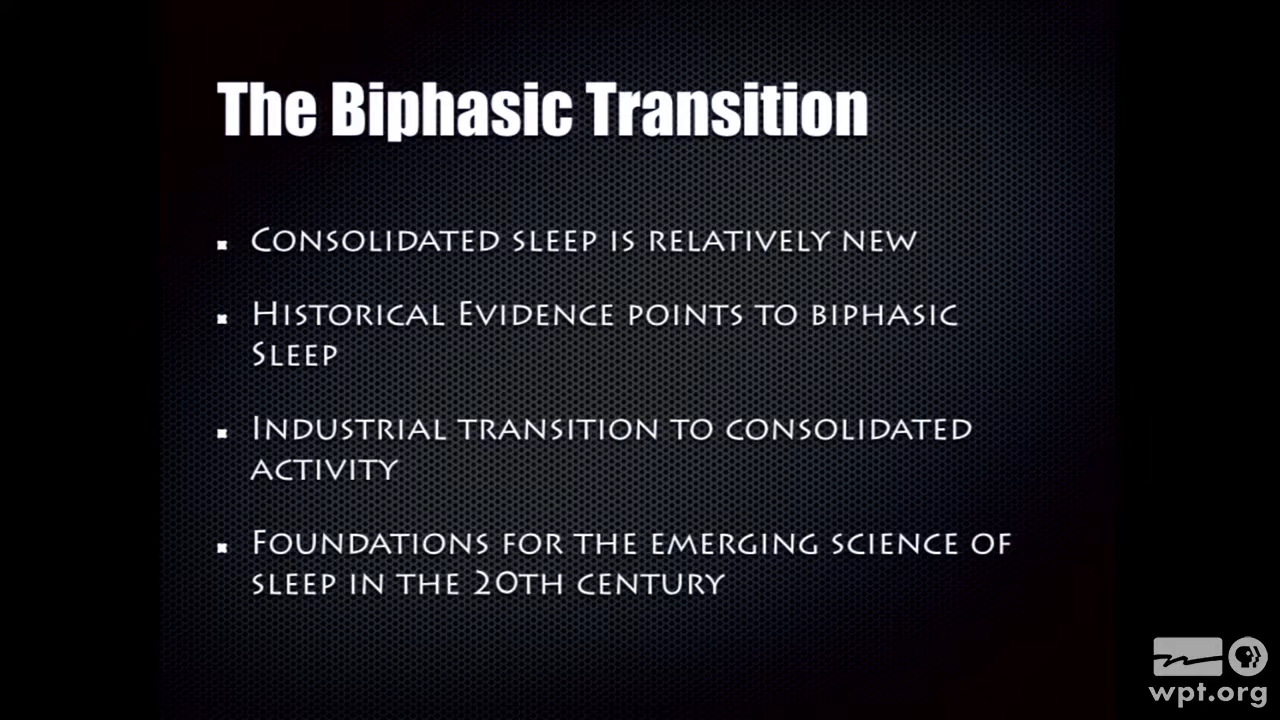 The Biphasic Transition
Consolidated sleep is relatively new
Historical Evidence points to biphasic
Sleep
Industrial transition to consolidated
activity
Foundations for the emerging science of
sleep in the 20th century
wpt.org